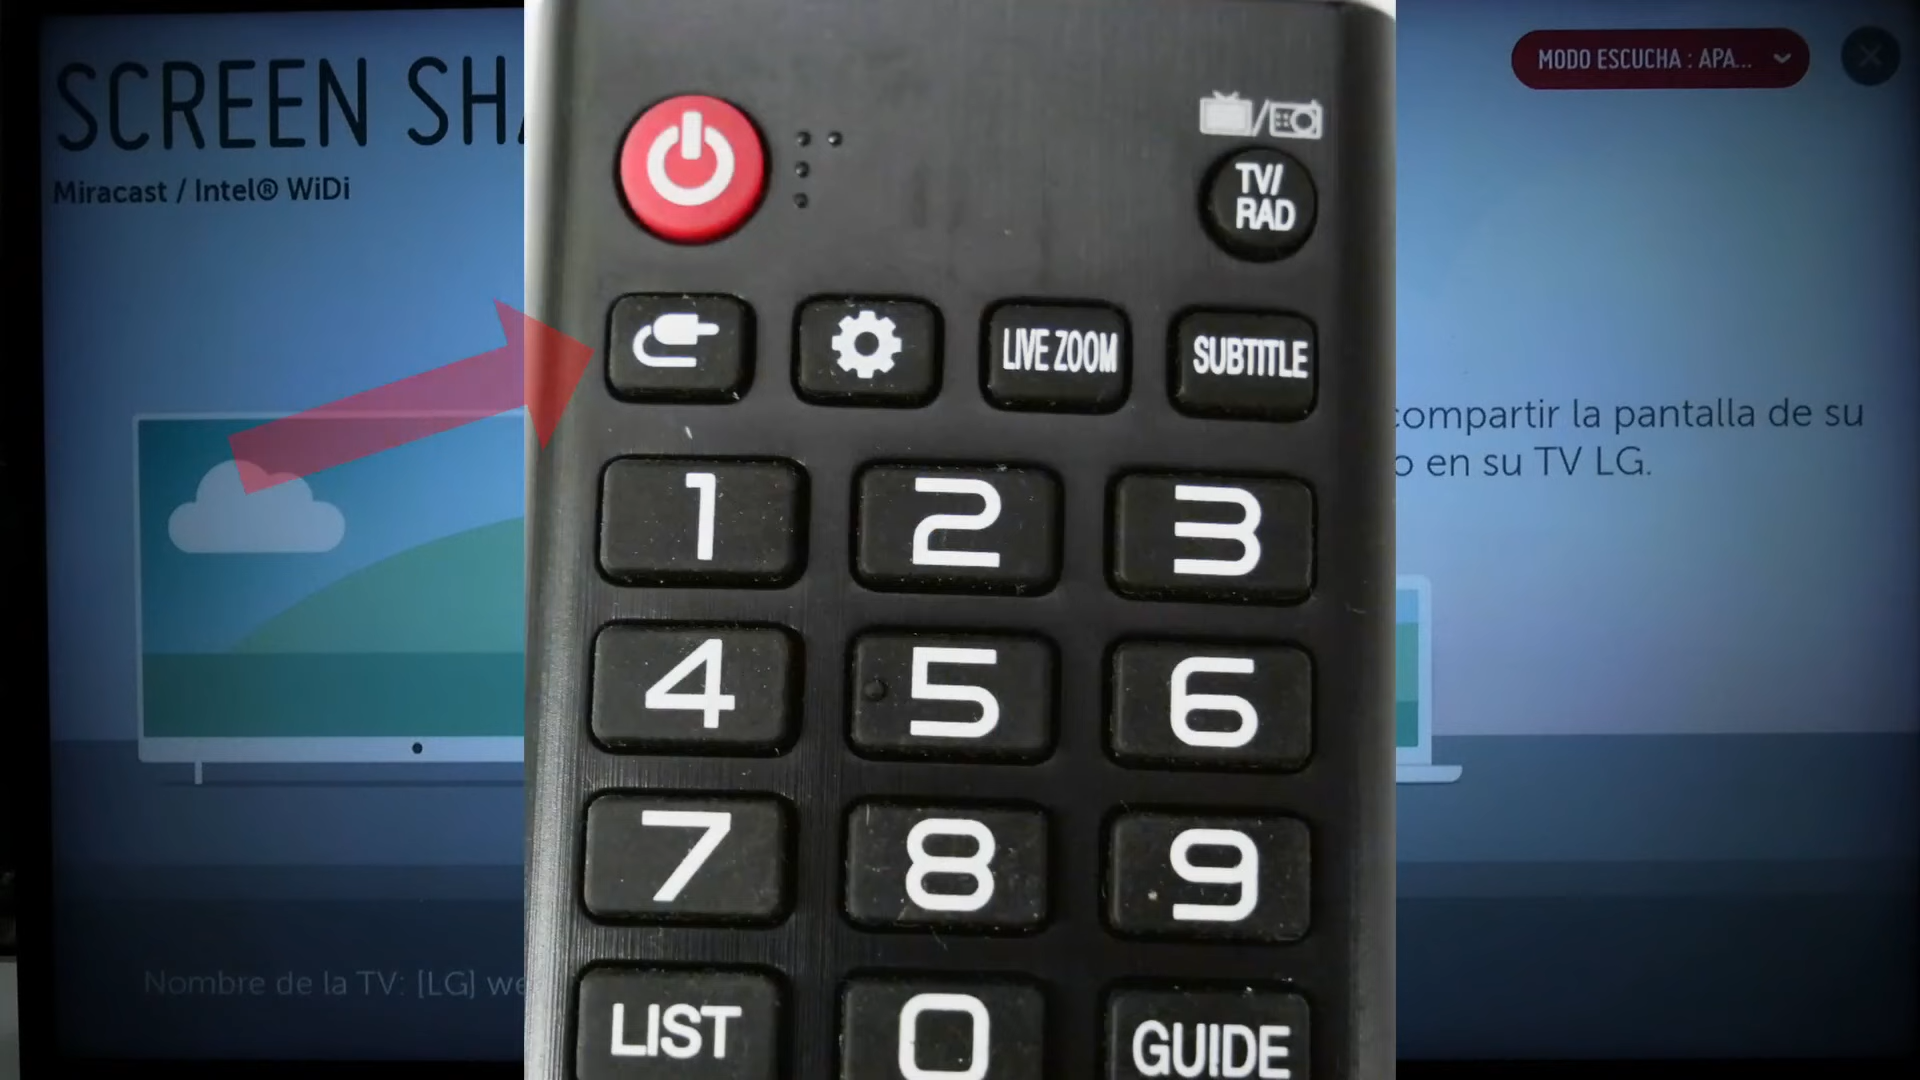 SCREEN SH
Miracast / Intel® WiDi
MODO ESCUCHA : APA...
TV/
RAD
LIVE ZOOM
SUBTITLE
compartir la pantalla de su
o en su TV LG.
1 2 3
4 5 6
7 8 9
Nombre de la TV: [LG] we
LIST 0 GUIDE